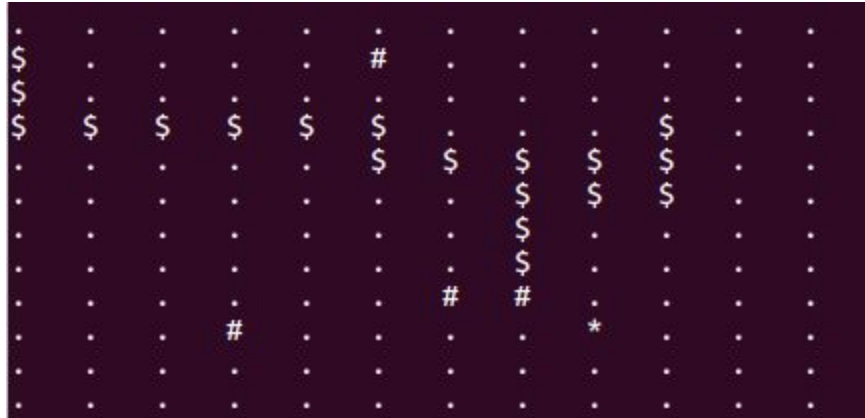 . . . . . . . . . . . .
$ . . . . # . . . . . .
$ . . . . . . . . . . .
$ $ $ $ $ $ . . . $ . .
. . . . . $ $ $ $ $ . .
. . . . . . . $ $ $ . .
. . . . . . . $ . . . .
. . . . . . . $ . . . .
. . . . . . # # . . . .
. . . # . . . . * . . .
. . . . . . . . . . . .
. . . . . . . . . . . .